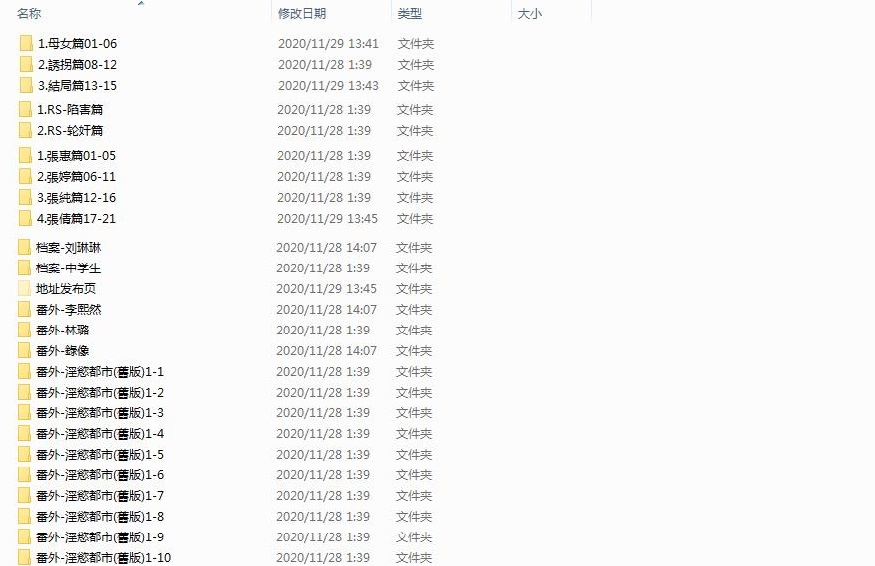 名称 修改日期 类型 大小
1.母女篇01-06 2020/11/29 13:41 文件夹
2.誘拐篇08-12 2020/11/28 1:39 文件夹
3.結局篇13-15 2020/11/29 13:43 文件夹
1.RS-陷害篇 2020/11/28 1:39 文件夹
2.RS-轮奸篇 2020/11/28 1:39 文件夹
1.張惠篇01-05 2020/11/28 1:39 文件夹
2.張婷篇06-11 2020/11/28 1:39 文件夹
3.張純篇12-16 2020/11/28 1:39 文件夹
4.張倩篇17-21 2020/11/29 13:45 文件夹
档案-刘琳琳 2020/11/28 14:07 文件夹
档案-中学生 2020/11/28 1:39 文件夹
地址发布页 2020/11/29 13:45 文件夹
番外-李熙然 2020/11/28 14:07 文件夹
番外-林璐 2020/11/28 1:39 文件夹
番外-錄像 2020/11/28 14:07 文件夹
番外-淫慾都市(舊版)1-1 2020/11/28 1:39 文件夹
番外-淫慾都市(舊版)1-2 2020/11/28 1:39 文件夹
番外-淫慾都市(舊版)1-3 2020/11/28 1:39 文件夹
番外-淫慾都市(舊版)1-4 2020/11/28 1:39 文件夹
番外-淫慾都市(舊版)1-5 2020/11/28 1:39 文件夹
番外-淫慾都市(舊版)1-6 2020/11/28 1:39 文件夹
番外-淫慾都市(舊版)1-7 2020/11/28 1:39 文件夹
番外-淫慾都市(舊版)1-8 2020/11/28 1:39 文件夹
番外-淫慾都市(舊版)1-9 2020/11/28 1:39 文件夹
番外-淫慾都市(舊版)1-10 2020/11/28 1:39 文件夹